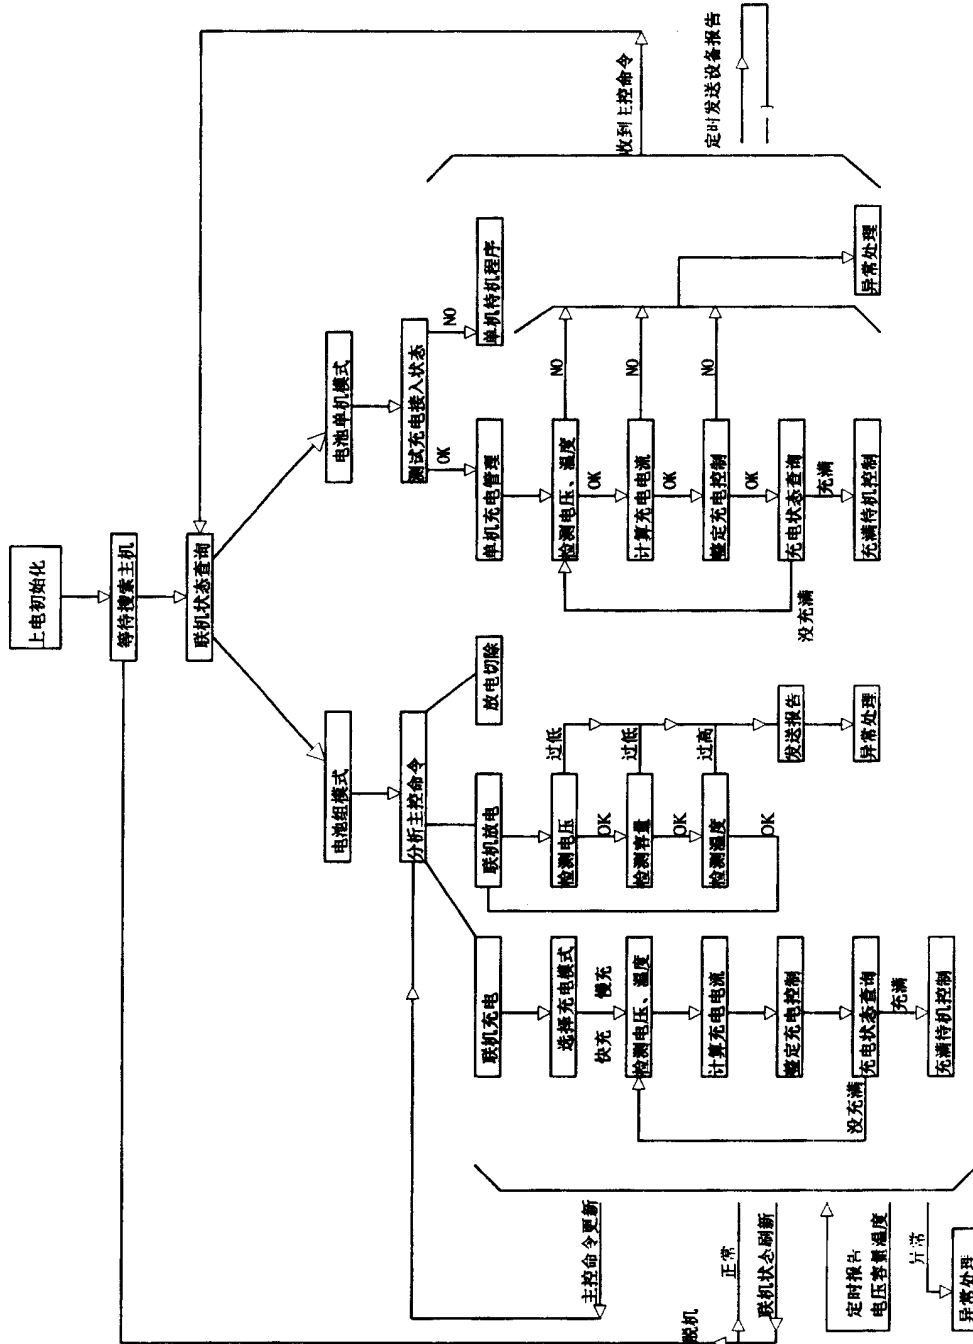 上电初始化
等待搜索主机
联机状态查询
电池组模式
电池单机模式
分析主控命令
测试充电接入状态
OK
NO
联机充电
联机放电
放电切除
单机充电管理
单机待机程序
选择充电模式
快充
慢充
检测电压、温度
计算充电电流
整定充电控制
充电状态查询
没充满
充满
充满待机控制
检测电压
过低
OK
检测容量
过低
OK
检测温度
过高
OK
发送报告
异常处理
检测电压、温度
NO
OK
计算充电电流
NO
OK
整定充电控制
NO
OK
充电状态查询
没充满
充满
充满待机控制
异常处理
收到主控命令
定时发送设备报告
主控命令更新
脱机
正常
联机状态刷新
定时报告
电压容量温度
异常
异常处理